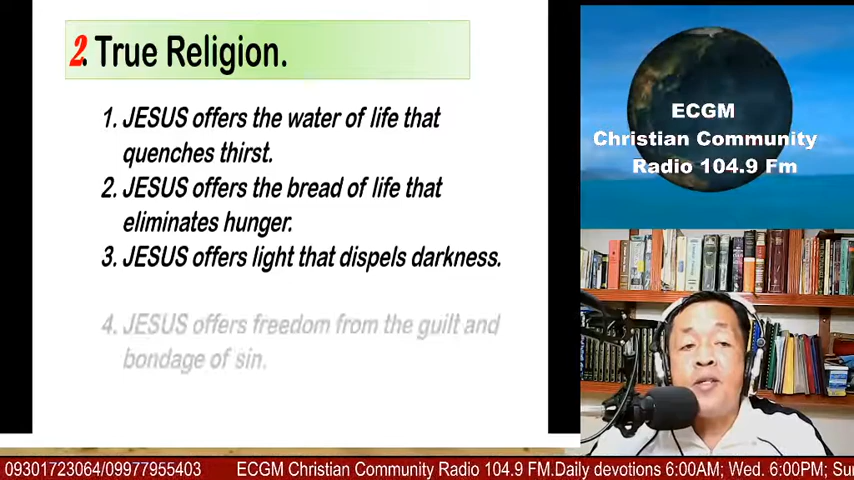 2. True Religion.
1. JESUS offers the water of life that
quenches thirst.
2. JESUS offers the bread of life that
eliminates hunger.
3. JESUS offers light that dispels darkness.
4. JESUS offers freedom from the guilt and
bondage of sin.
ECGM
Christian Community
Radio 104.9 Fm
09301723064/09977955403 ECGM Christian Community Radio 104.9 FM.Daily devotions 6:00AM; Wed. 6:00PM; Su